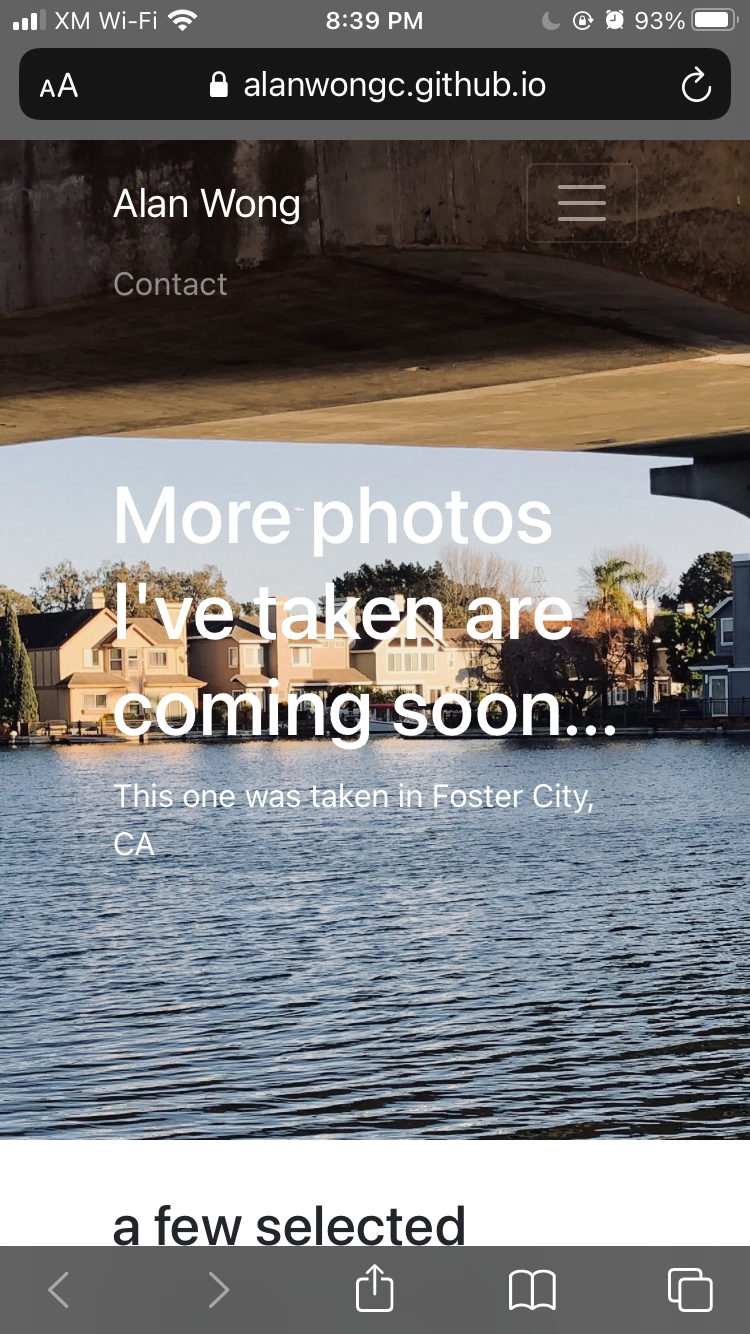 XM Wi-Fi 8:39 PM 93%
AA alanwongc.github.io
Alan Wong
Contact
More photos
I've taken are
coming soon...
This one was taken in Foster City,
CA
a few selected